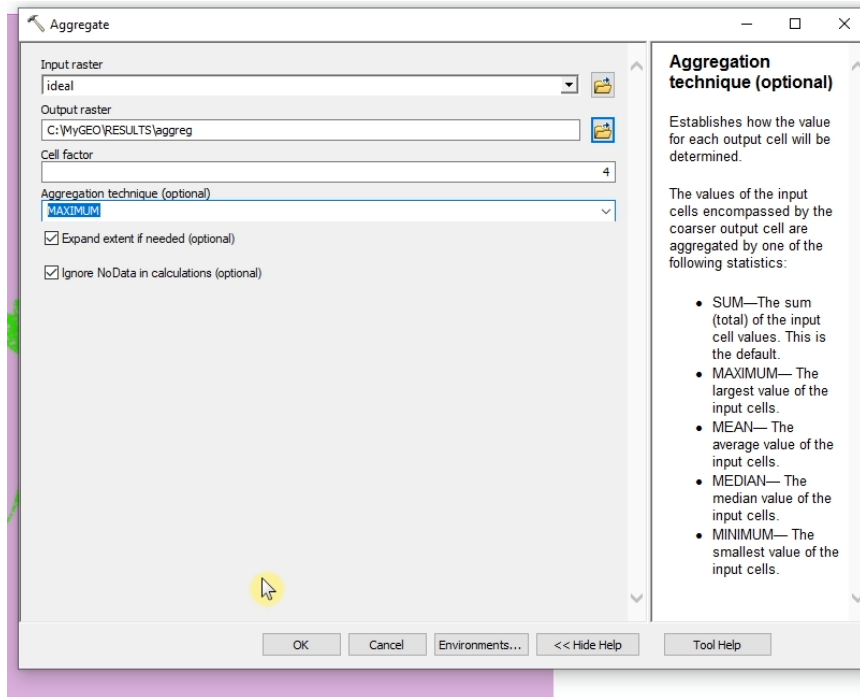 Aggregate
Input raster
ideal
Output raster
C:\MyGEO\RESULTS\aggreg
Cell factor
4
Aggregation technique (optional)
MAXIMUM
Expand extent if needed (optional)
Ignore NoData in calculations (optional)
Aggregation
technique (optional)
Establishes how the value
for each output cell will be
determined.
The values of the input
cells encompassed by the
coarser output cell are
aggregated by one of the
following statistics:
• SUM—The sum
(total) of the input
cell values. This is
the default.
• MAXIMUM— The
largest value of the
input cells.
• MEAN— The
average value of the
input cells.
• MEDIAN— The
median value of the
input cells.
• MINIMUM— The
smallest value of the
input cells.
OK
Cancel
Environments...
<< Hide Help
Tool Help